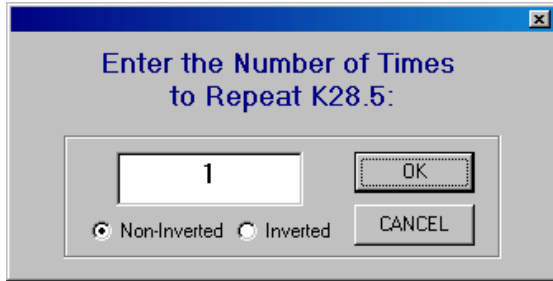 Enter the Number of Times
to Repeat K28.5:
1
OK
Non-Inverted Inverted
CANCEL